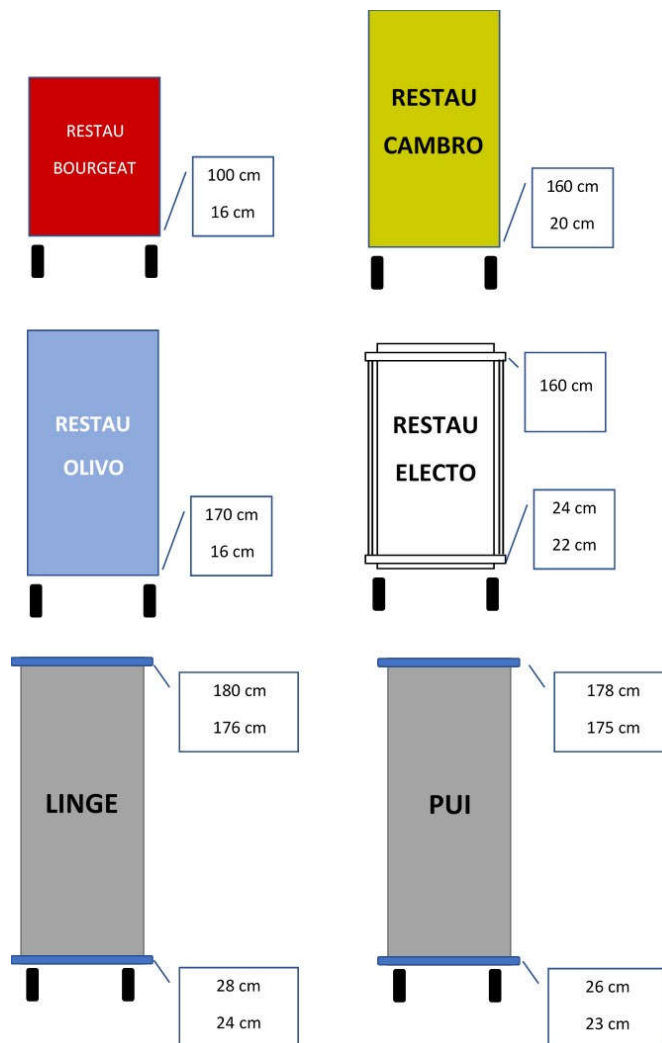 RESTAU
BOURGEAT
100 cm
16 cm
RESTAU
CAMBRO
160 cm
20 cm
RESTAU
OLIVO
170 cm
16 cm
RESTAU
ELECTO
160 cm
24 cm
22 cm
LINGE
180 cm
176 cm
28 cm
24 cm
PUI
178 cm
175 cm
26 cm
23 cm